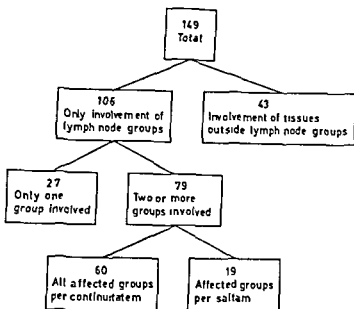 149
Total
106
Only involvement of
lymph node groups
43
Involvement of tissues
outside lymph node groups
27
Only one
group involved
79
Two or more
groups involved
60
All affected groups
per continuitatem
19
Affected groups
per saltam